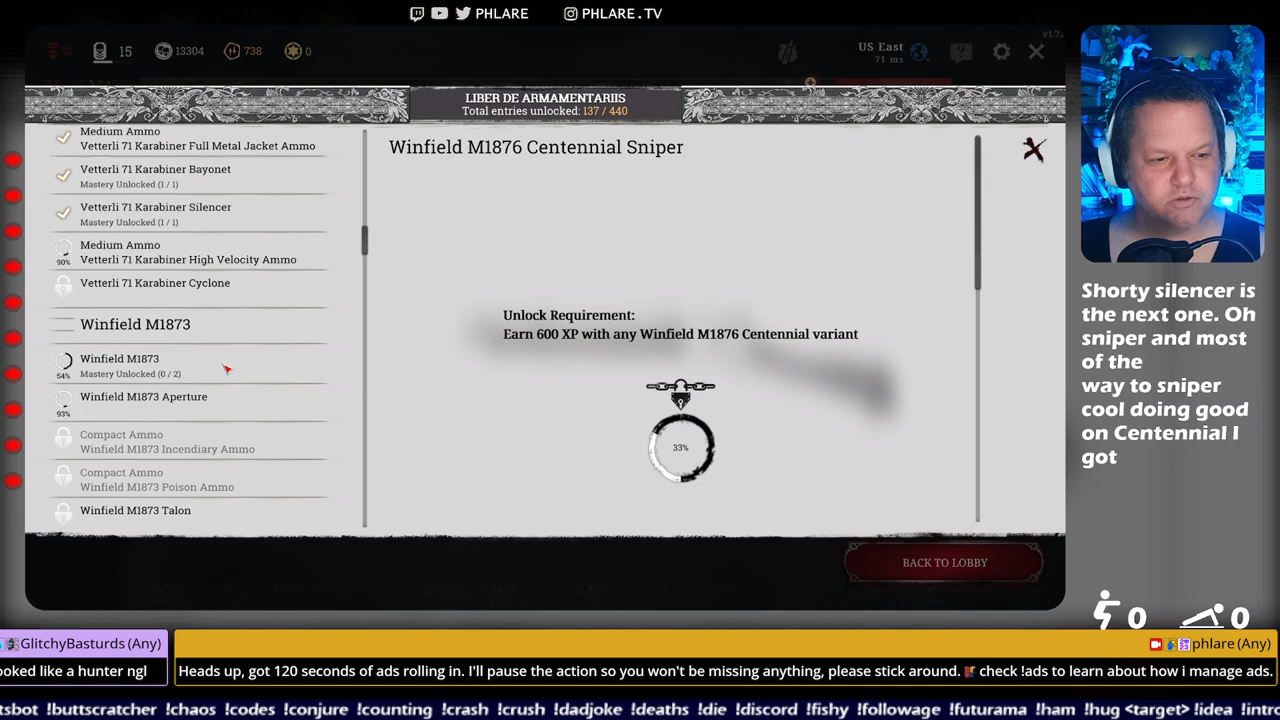 PHLARE
PHLARE.TV
15
13304
738
0
US East
71 ms
LIBER DE ARMAMENTARIIS
Total entries unlocked: 137 / 440
Medium Ammo
Vetterli 71 Karabiner Full Metal Jacket Ammo
Vetterli 71 Karabiner Bayonet
Mastery Unlocked (1 / 1)
Vetterli 71 Karabiner Silencer
Mastery Unlocked (1 / 1)
Medium Ammo
90%
Vetterli 71 Karabiner High Velocity Ammo
Vetterli 71 Karabiner Cyclone
Winfield M1873
Winfield M1873
54%
Mastery Unlocked (0 / 2)
Winfield M1873 Aperture
93%
Compact Ammo
Winfield M1873 Incendiary Ammo
Compact Ammo
Winfield M1873 Poison Ammo
Winfield M1873 Talon
Winfield M1876 Centennial Sniper
Unlock Requirement:
Earn 600 XP with any Winfield M1876 Centennial variant
33%
BACK TO LOBBY
Shorty silencer is
the next one. Oh
sniper and most
of the
way to sniper
cool doing good
on Centennial I
got
0
0
GlitchyBasturds (Any)
phlare (Any)
ooked like a hunter ngl
Heads up, got 120 seconds of ads rolling in. I'll pause the action so you won't be missing anything, please stick around. check !ads to learn about how i manage ads.
tsbot !buttscratcher !chaos !codes !conjure !counting !crash !crush !dadjoke !deaths !die !discord !fishy !followage !futurama !ham !hug <target> !idea !intro